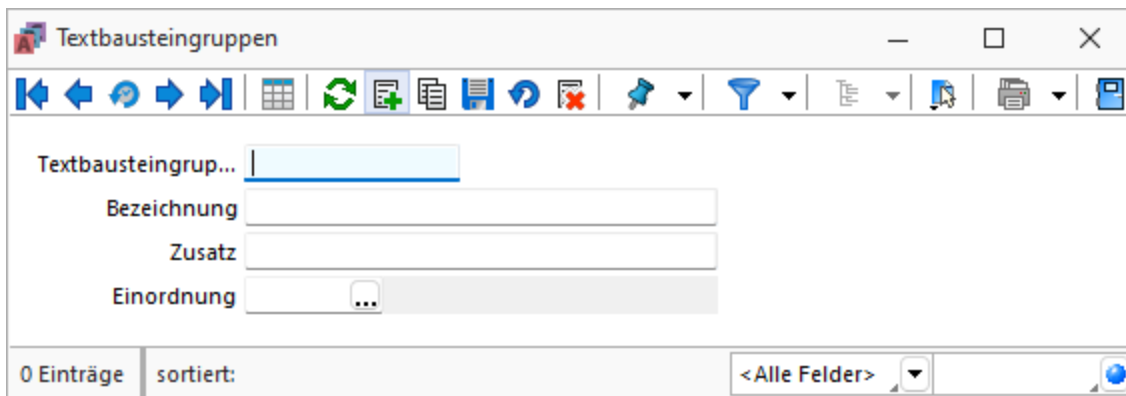 Textbausteingruppen
Textbausteingrup...
Bezeichnung
Zusatz
Einordnung ...
0 Einträge sortiert: <Alle Felder>